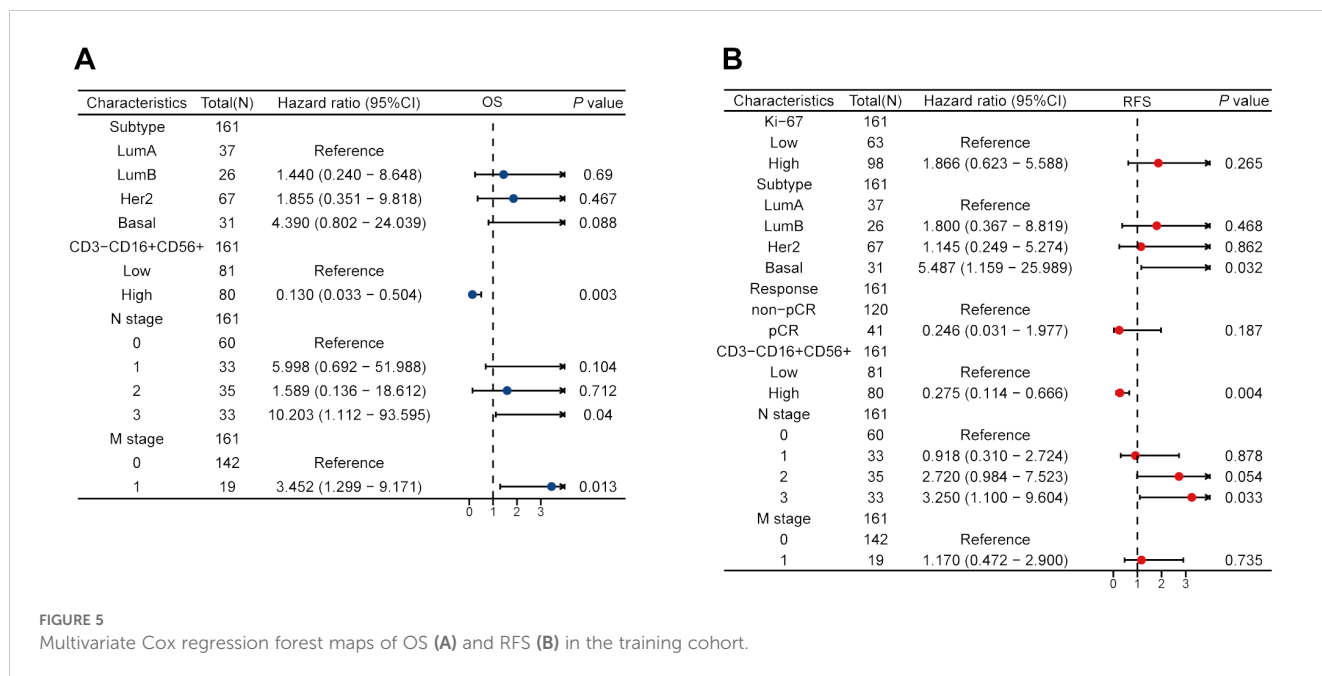 A
Characteristics Total(N) Hazard ratio (95%CI) OS P value
Subtype 161
LumA 37 Reference
LumB 26 1.440 (0.240 − 8.648) 0.69
Her2 67 1.855 (0.351 − 9.818) 0.467
Basal 31 4.390 (0.802 − 24.039) 0.088
CD3−CD16+CD56+ 161
Low 81 Reference
High 80 0.130 (0.033 − 0.504) 0.003
N stage 161
0 60 Reference
1 33 5.998 (0.692 − 51.988) 0.104
2 35 1.589 (0.136 − 18.612) 0.712
3 33 10.203 (1.112 − 93.595) 0.04
M stage 161
0 142 Reference
1 19 3.452 (1.299 − 9.171) 0.013
0 1 2 3
B
Characteristics Total(N) Hazard ratio (95%CI) RFS P value
Ki−67 161
Low 63 Reference
High 98 1.866 (0.623 − 5.588) 0.265
Subtype 161
LumA 37 Reference
LumB 26 1.800 (0.367 − 8.819) 0.468
Her2 67 1.145 (0.249 − 5.274) 0.862
Basal 31 5.487 (1.159 − 25.989) 0.032
Response 161
non−pCR 120 Reference
pCR 41 0.246 (0.031 − 1.977) 0.187
CD3−CD16+CD56+ 161
Low 81 Reference
High 80 0.275 (0.114 − 0.666) 0.004
N stage 161
0 60 Reference
1 33 0.918 (0.310 − 2.724) 0.878
2 35 2.720 (0.984 − 7.523) 0.054
3 33 3.250 (1.100 − 9.604) 0.033
M stage 161
0 142 Reference
1 19 1.170 (0.472 − 2.900) 0.735
0 1 2 3
FIGURE 5
Multivariate Cox regression forest maps of OS (A) and RFS (B) in the training cohort.